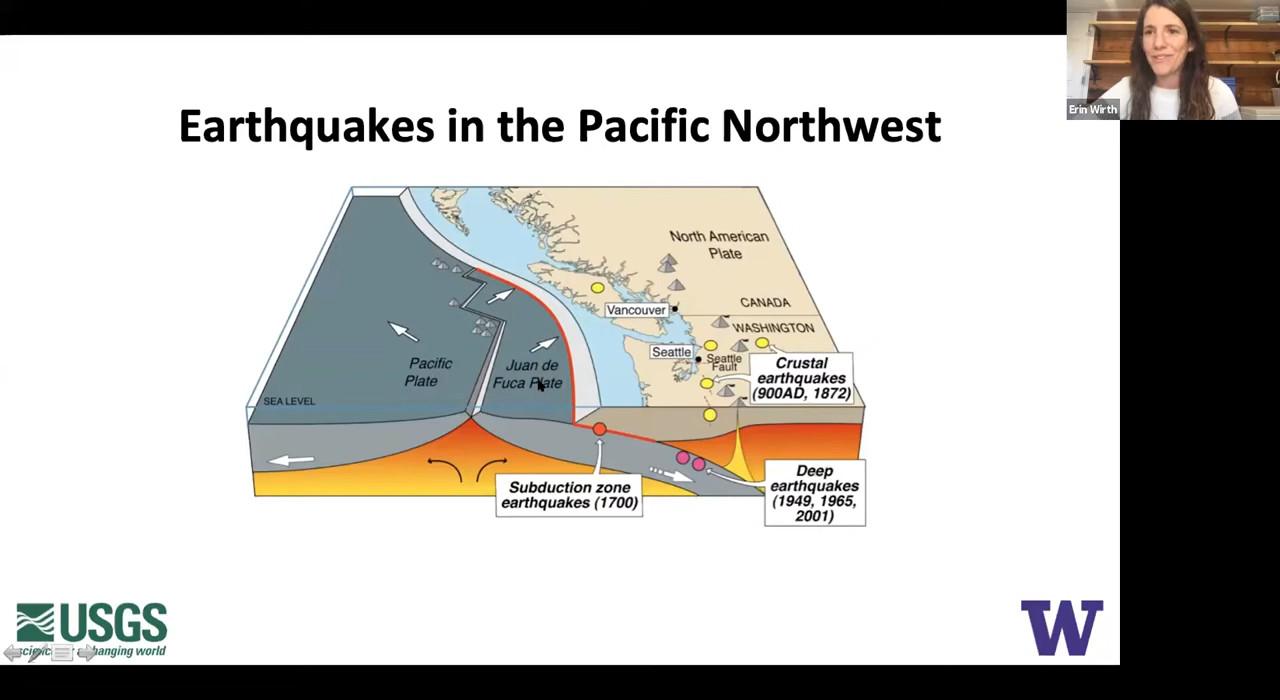 Erin Wirth
Earthquakes in the Pacific Northwest
North American
Plate
CANADA
Vancouver
WASHINGTON
Seattle
Seattle
Fault
Crustal
earthquakes
(900AD, 1872)
Pacific
Plate
Juan de
Fuca Plate
SEA LEVEL
Subduction zone
earthquakes (1700)
Deep
earthquakes
(1949, 1965,
2001)
USGS
changing world
W